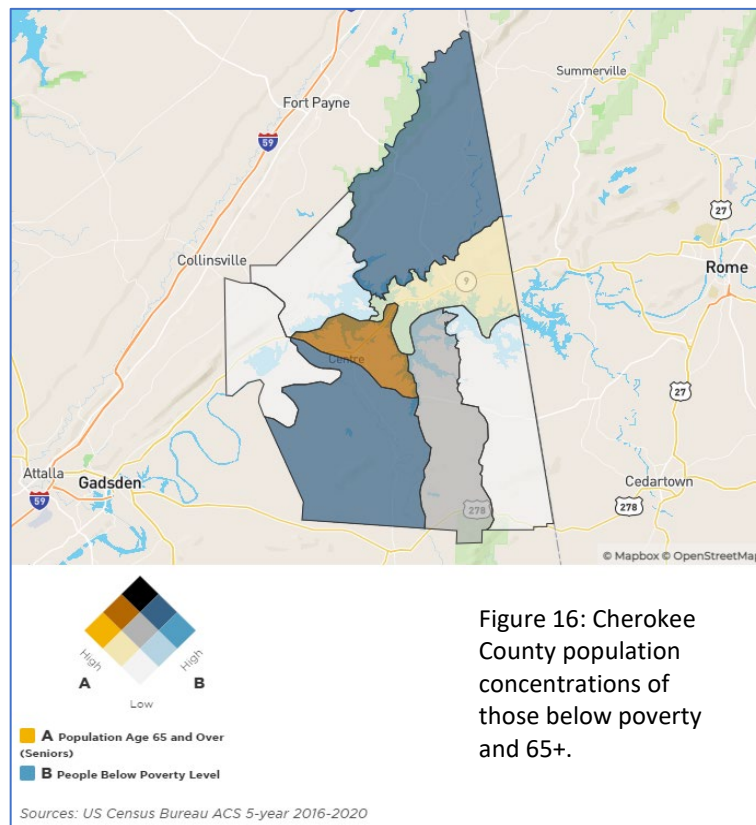 Summerville
Fort Payne
59
27
Collinsville
Rome
9
Centre
27
Attalla
Gadsden
Cedartown
59
278
278
© Mapbox © OpenStreetMap
High
High
A
B
Low
A Population Age 65 and Over
(Seniors)
B People Below Poverty Level
Figure 16: Cherokee
County population
concentrations of
those below poverty
and 65+.
Sources: US Census Bureau ACS 5-year 2016-2020